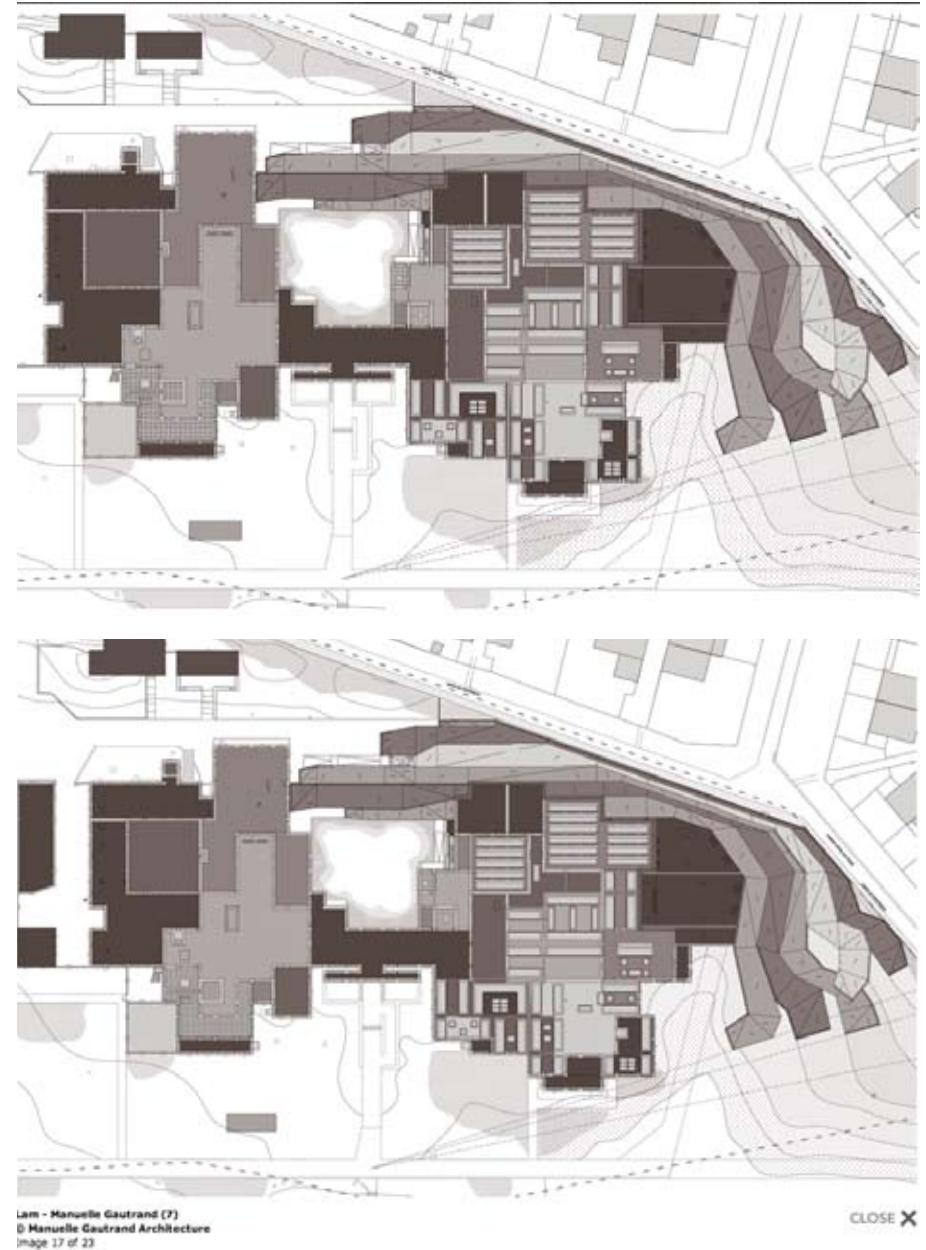 Lam - Manuelle Gautrand (7)
© Manuelle Gautrand Architecture
Image 17 of 23
CLOSE X